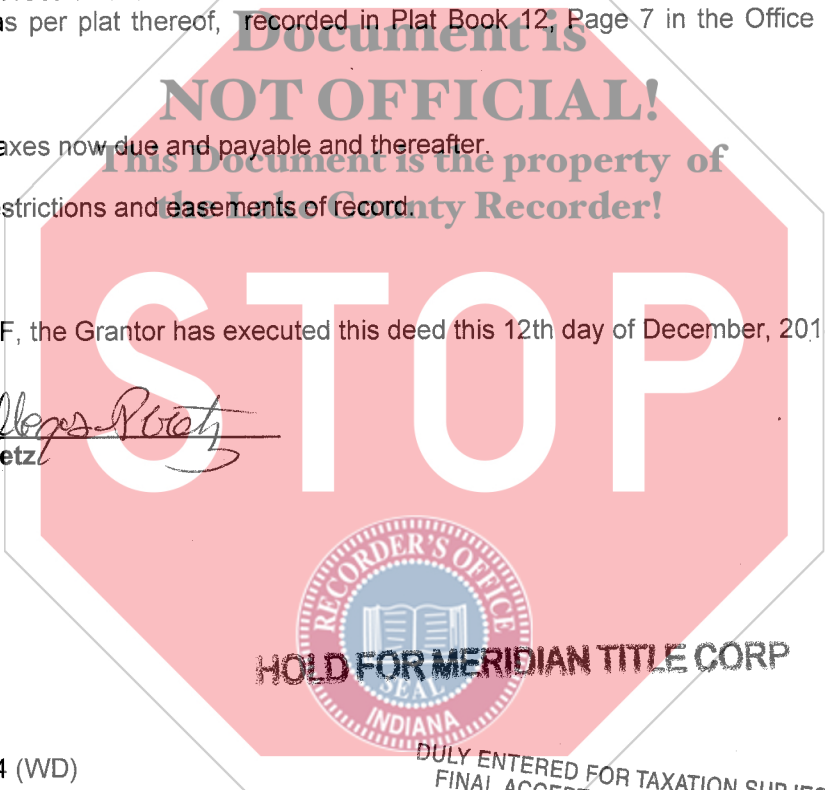 as per plat thereof, recorded in Plat Book 12, Page 7 in the Office
Document is
NOT OFFICIAL!
axes now due and payable and thereafter.
This Document is the property of
estrictions and easements of record.
the Lake County Recorder!
F, the Grantor has executed this deed this 12th day of December, 201
STOP
etz
RECORDER'S OFFICE
SEAL
INDIANA
HOLD FOR MERIDIAN TITLE CORP
4 (WD)
DULY ENTERED FOR TAXATION SUBJEC
FINAL ACCEPT